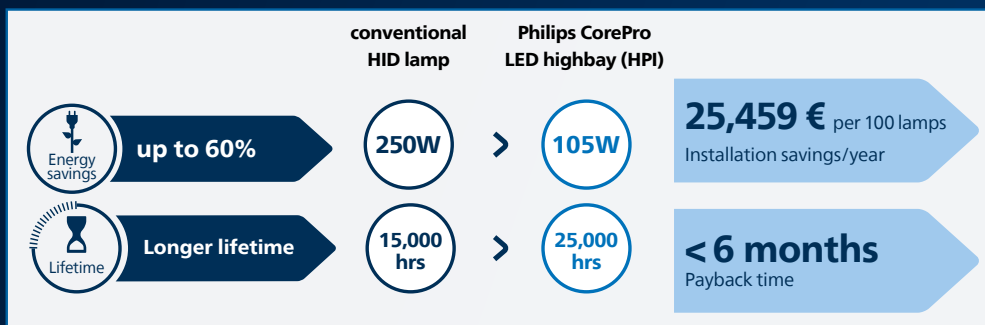 conventional
HID lamp
Philips CorePro
LED highbay (HPI)
Energy
savings
up to 60%
250W
>
105W
25,459 € per 100 lamps
Installation savings/year
Lifetime
Longer lifetime
15,000
hrs
>
25,000
hrs
< 6 months
Payback time